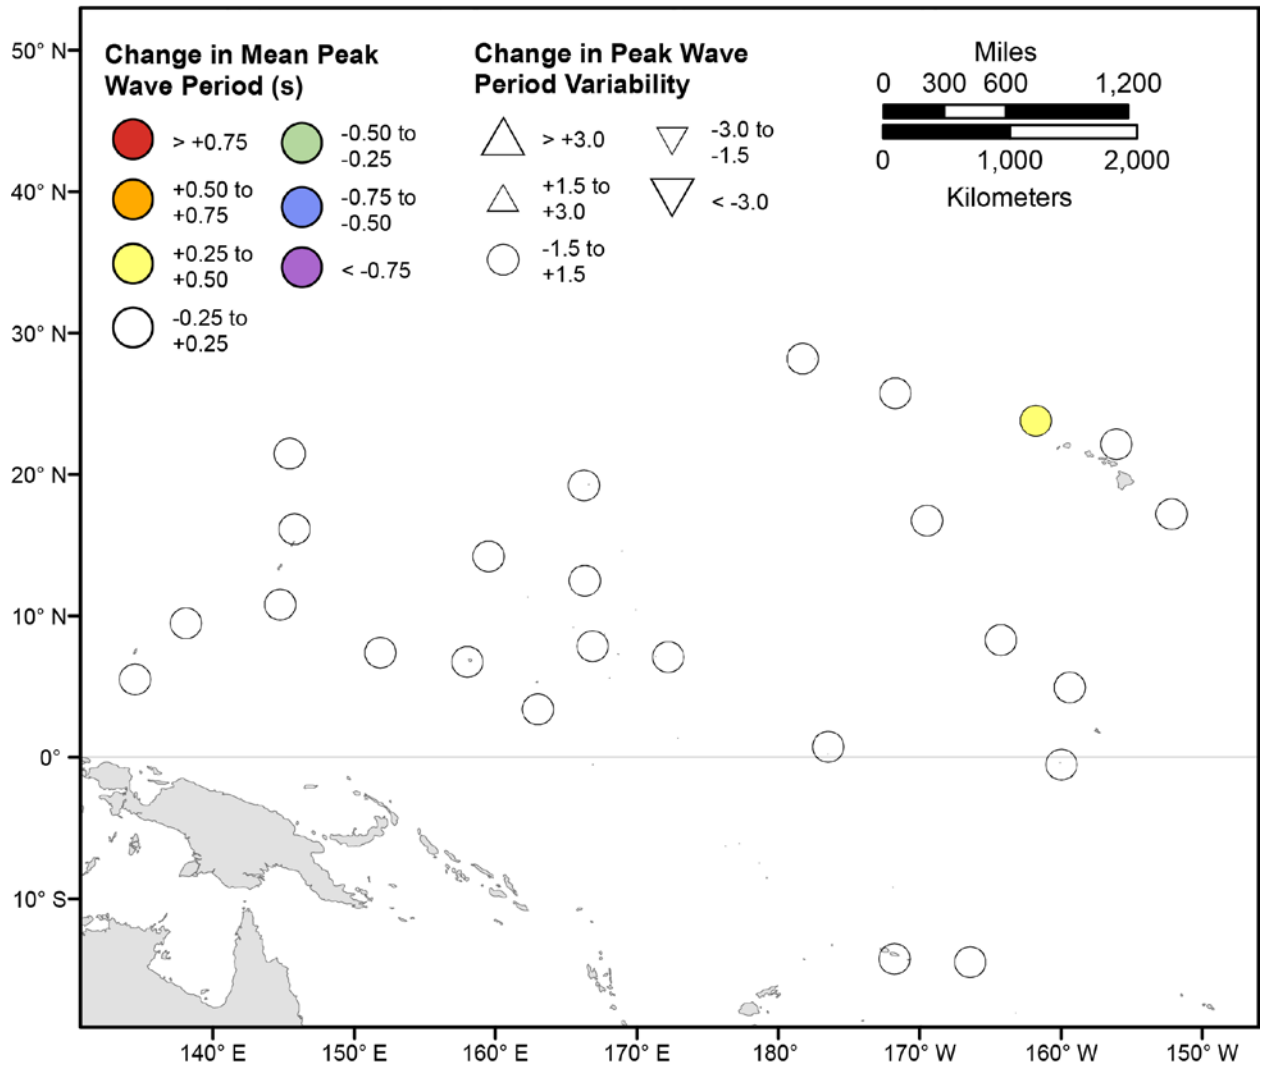 Change in Mean Peak
Wave Period (s)
> +0.75
+0.50 to
+0.75
+0.25 to
+0.50
-0.25 to
+0.25
-0.50 to
-0.25
-0.75 to
-0.50
< -0.75
Change in Peak Wave
Period Variability
> +3.0
+1.5 to
+3.0
-1.5 to
+1.5
-3.0 to
-1.5
< -3.0
Miles
0 300 600 1,200
0 1,000 2,000
Kilometers
50° N
40° N
30° N
20° N
10° N
0°
10° S
140° E 150° E 160° E 170° E 180° 170° W 160° W 150° W